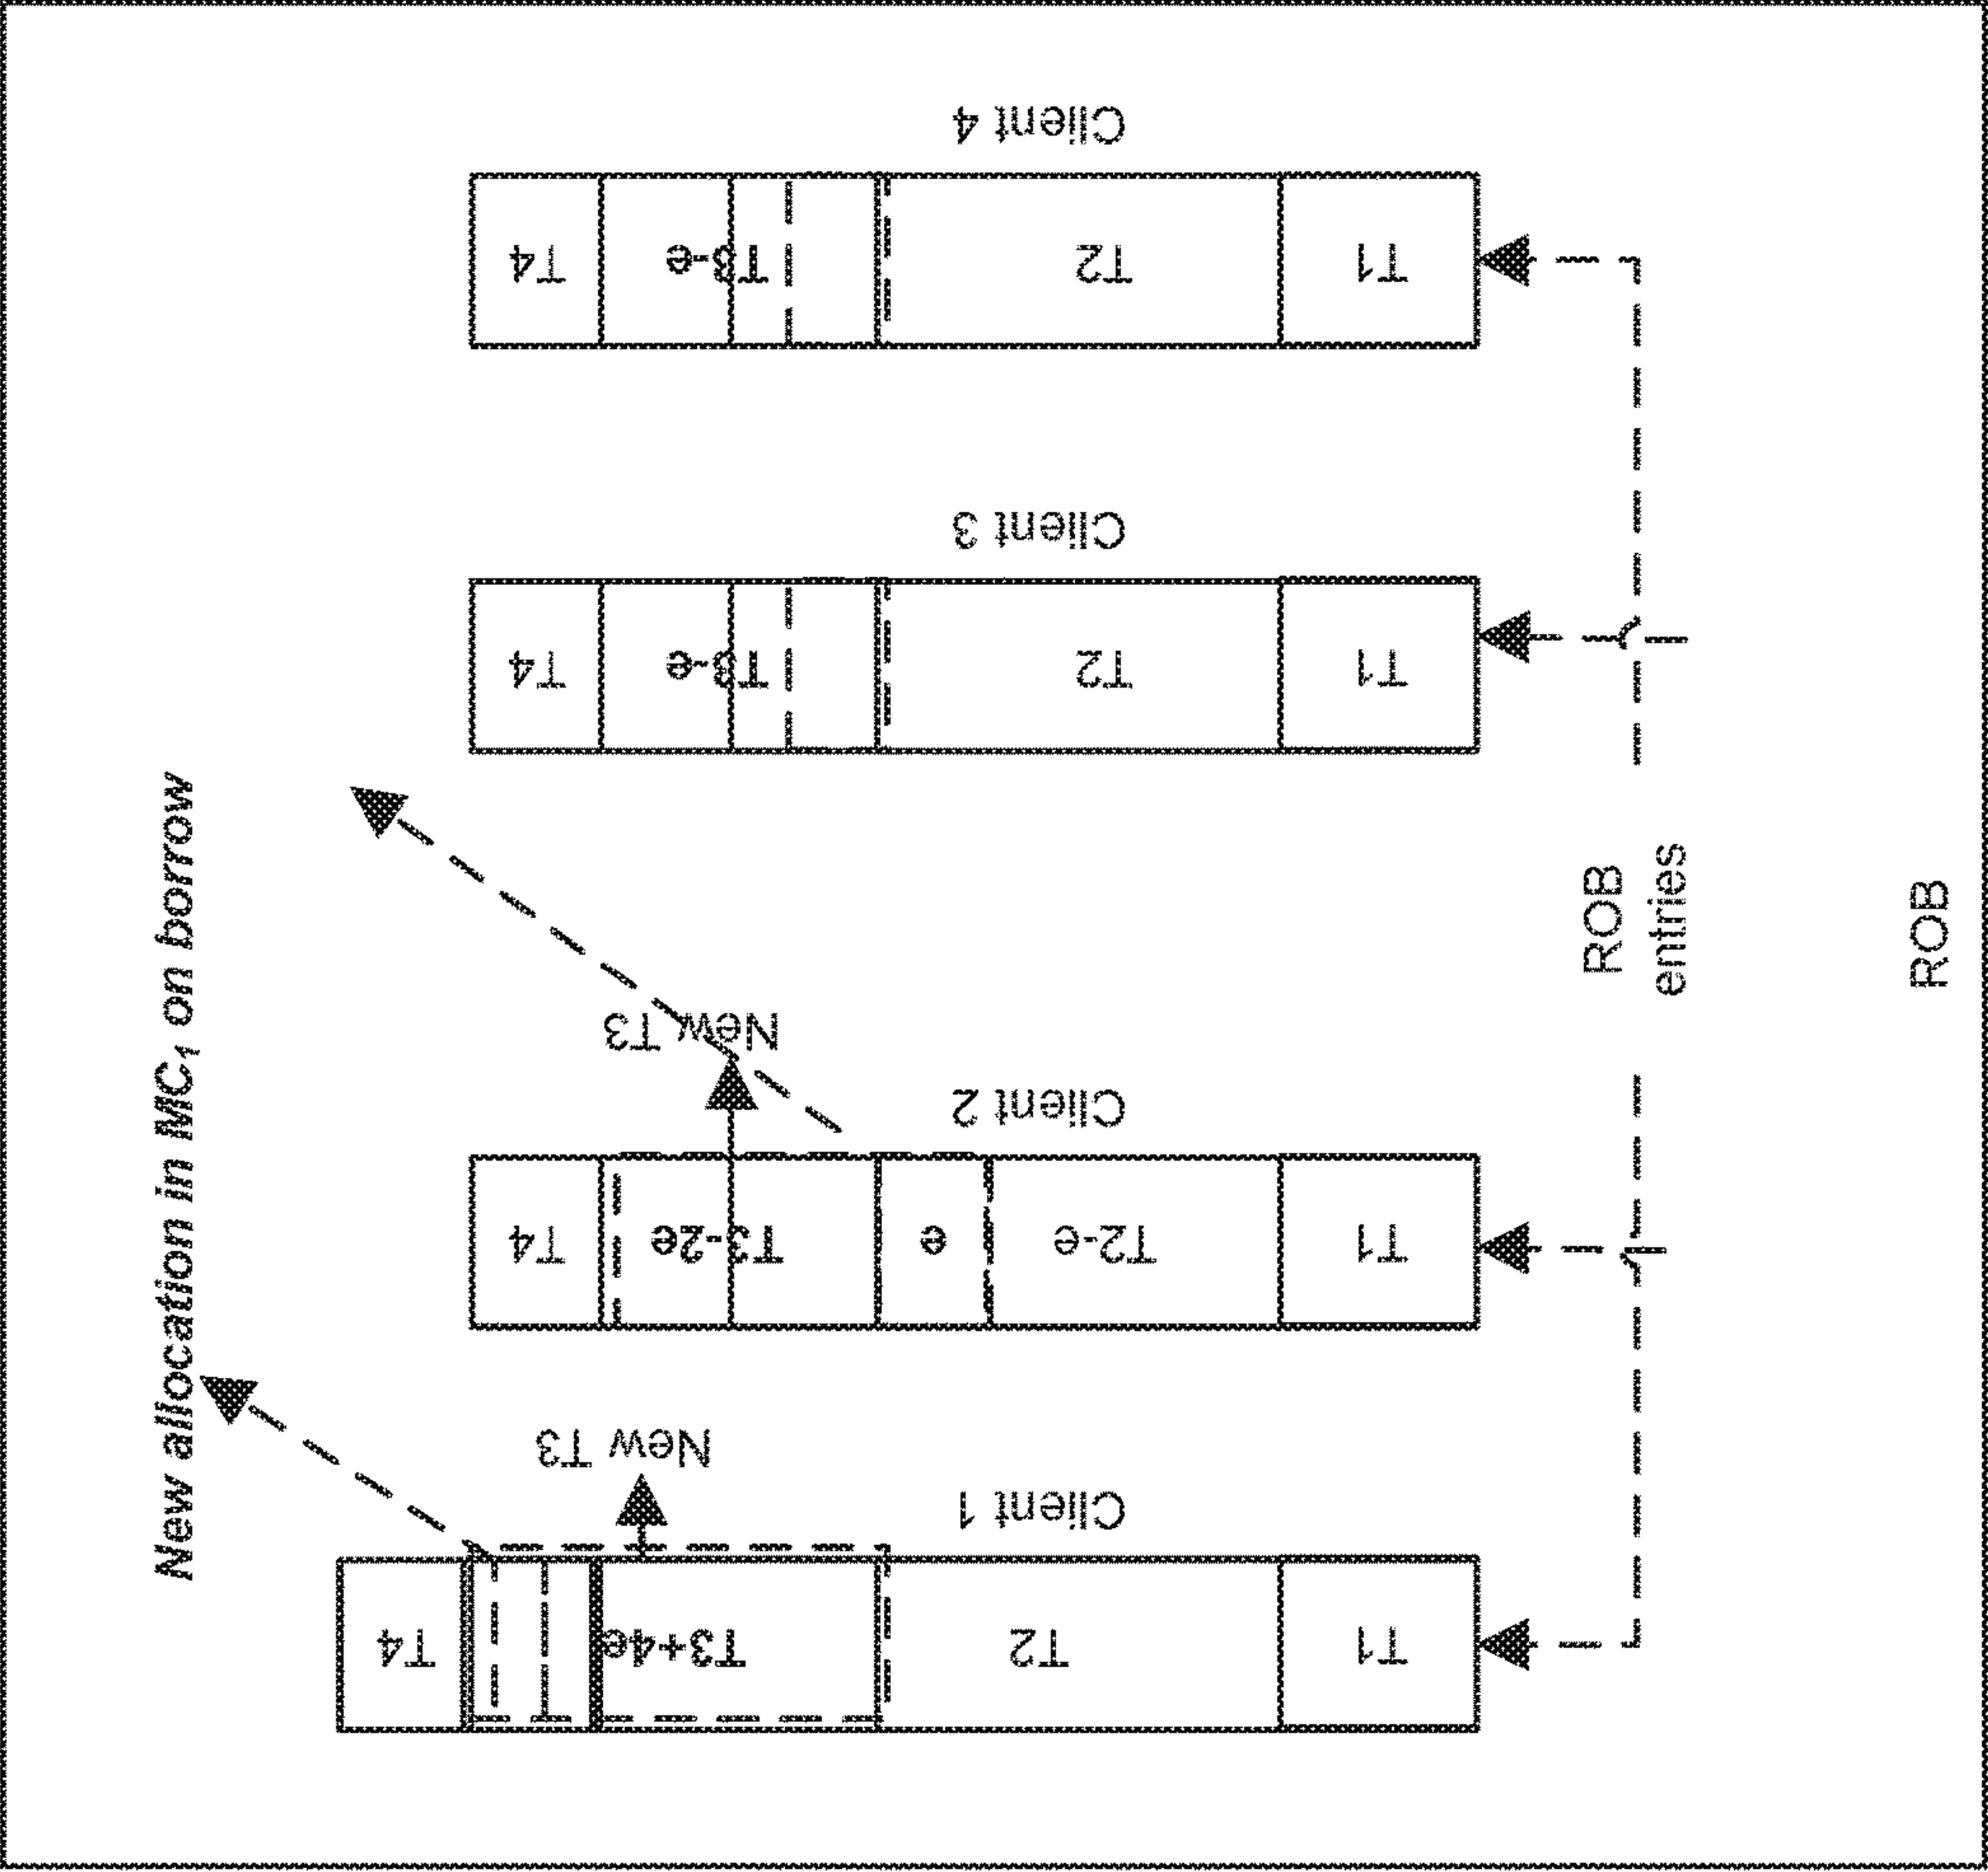 New allocation in MC1 on borrow
T4
T3+4e
T2
T1
Client 1
New T3
T4
T3-2e
e
T2-e
T1
Client 2
New T3
T4
T3-e
T2
T1
Client 3
T4
T3-e
T2
T1
Client 4
ROB
entries
ROB